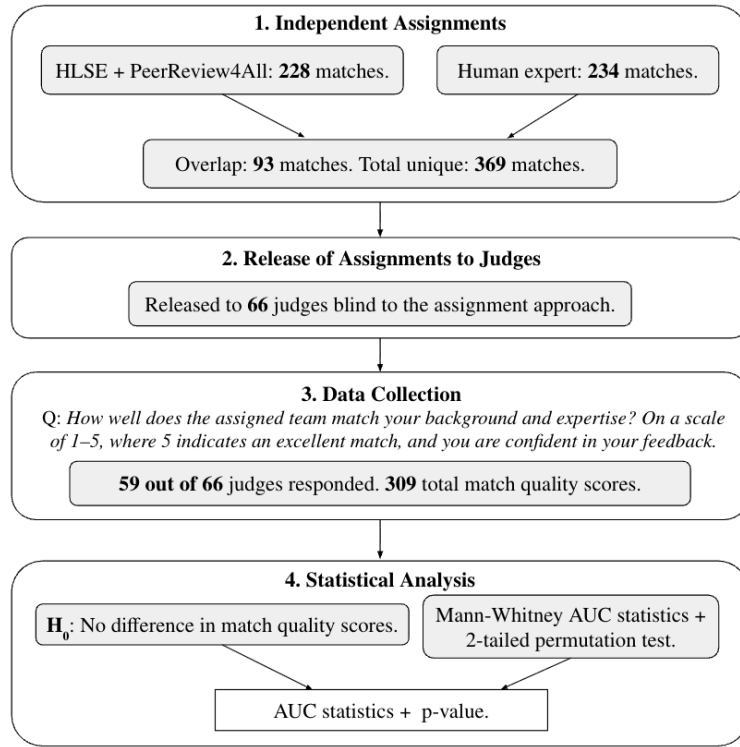 1. Independent Assignments
HLSE + PeerReview4All: 228 matches.
Human expert: 234 matches.
Overlap: 93 matches. Total unique: 369 matches.
2. Release of Assignments to Judges
Released to 66 judges blind to the assignment approach.
3. Data Collection
Q: How well does the assigned team match your background and expertise? On a scale
of 1–5, where 5 indicates an excellent match, and you are confident in your feedback.
59 out of 66 judges responded. 309 total match quality scores.
4. Statistical Analysis
H0: No difference in match quality scores.
Mann-Whitney AUC statistics +
2-tailed permutation test.
AUC statistics + p-value.